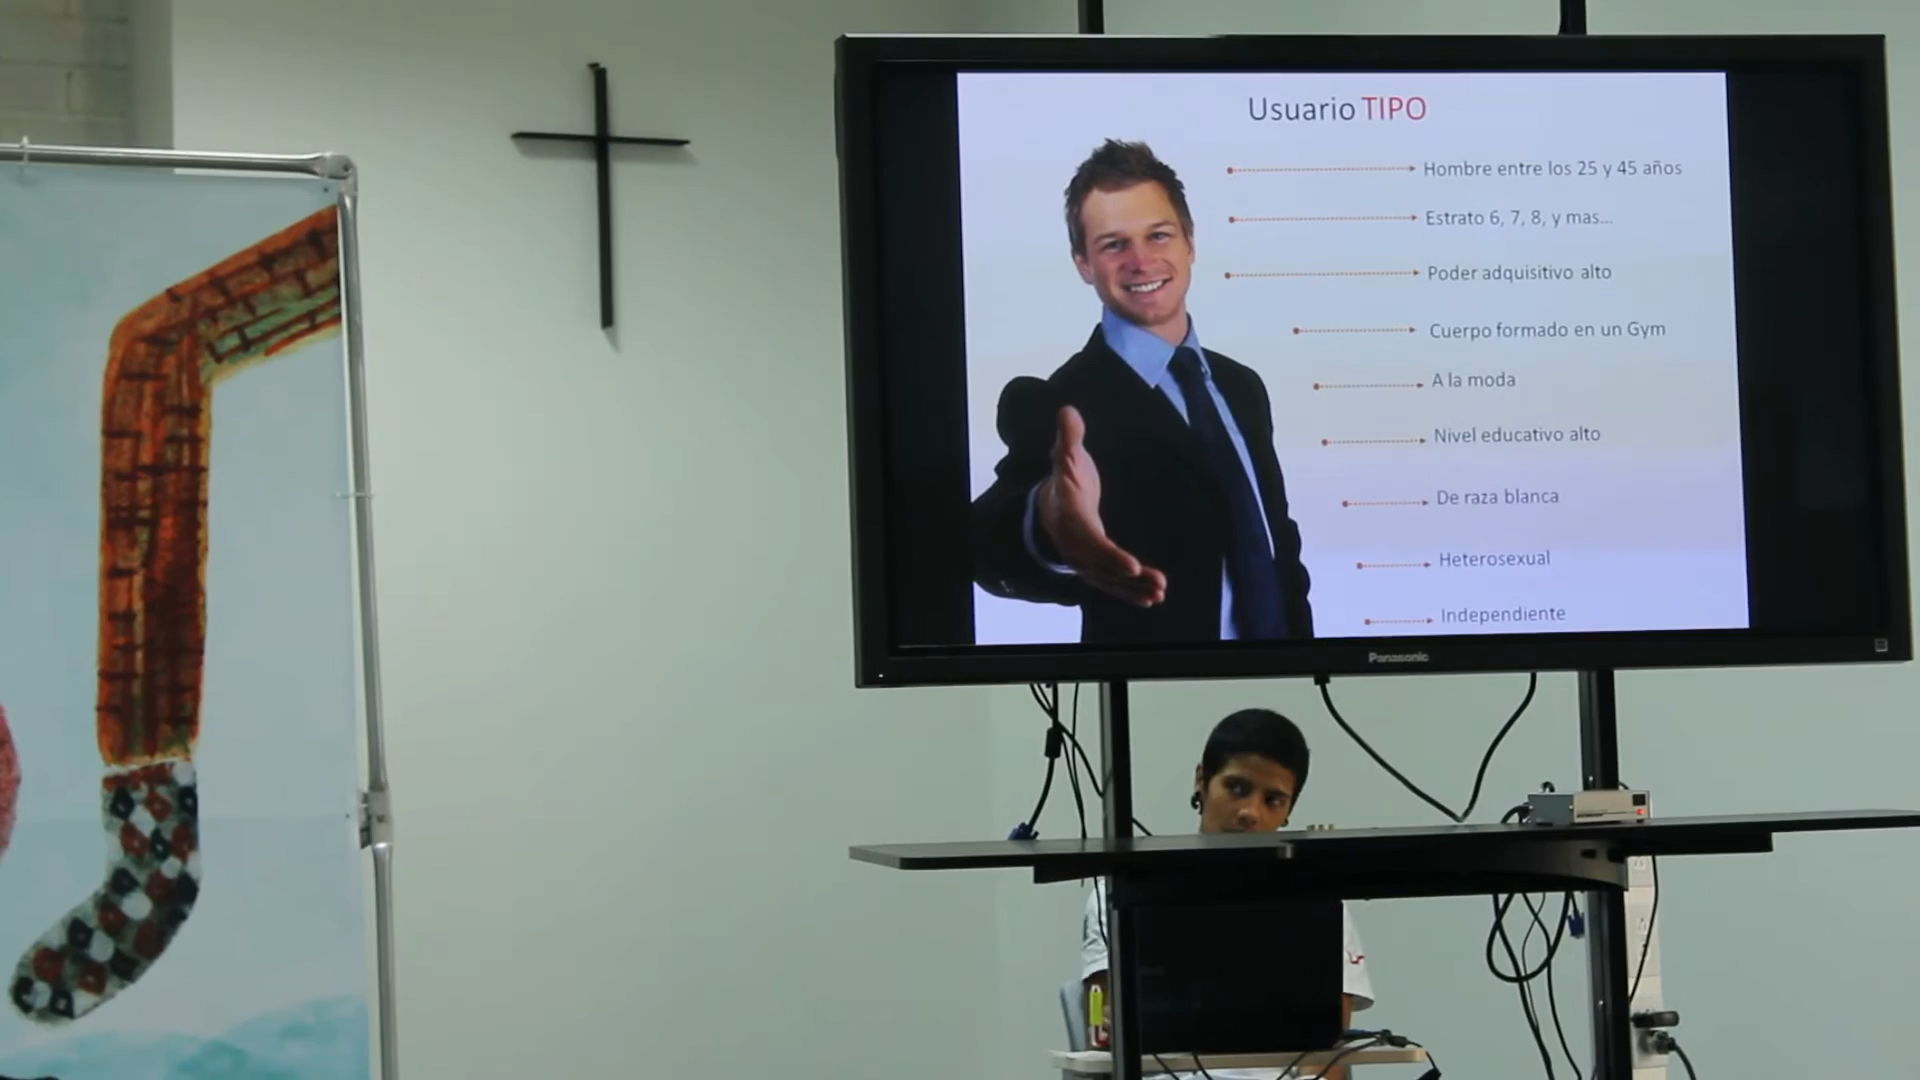 Usuario TIPO
Hombre entre los 25 y 45 años
Estrato 6, 7, 8, y mas...
Poder adquisitivo alto
Cuerpo formado en un Gym
A la moda
Nivel educativo alto
De raza blanca
Heterosexual
Independiente
Panasonic